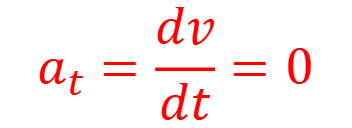 a_t = dv/dt = 0